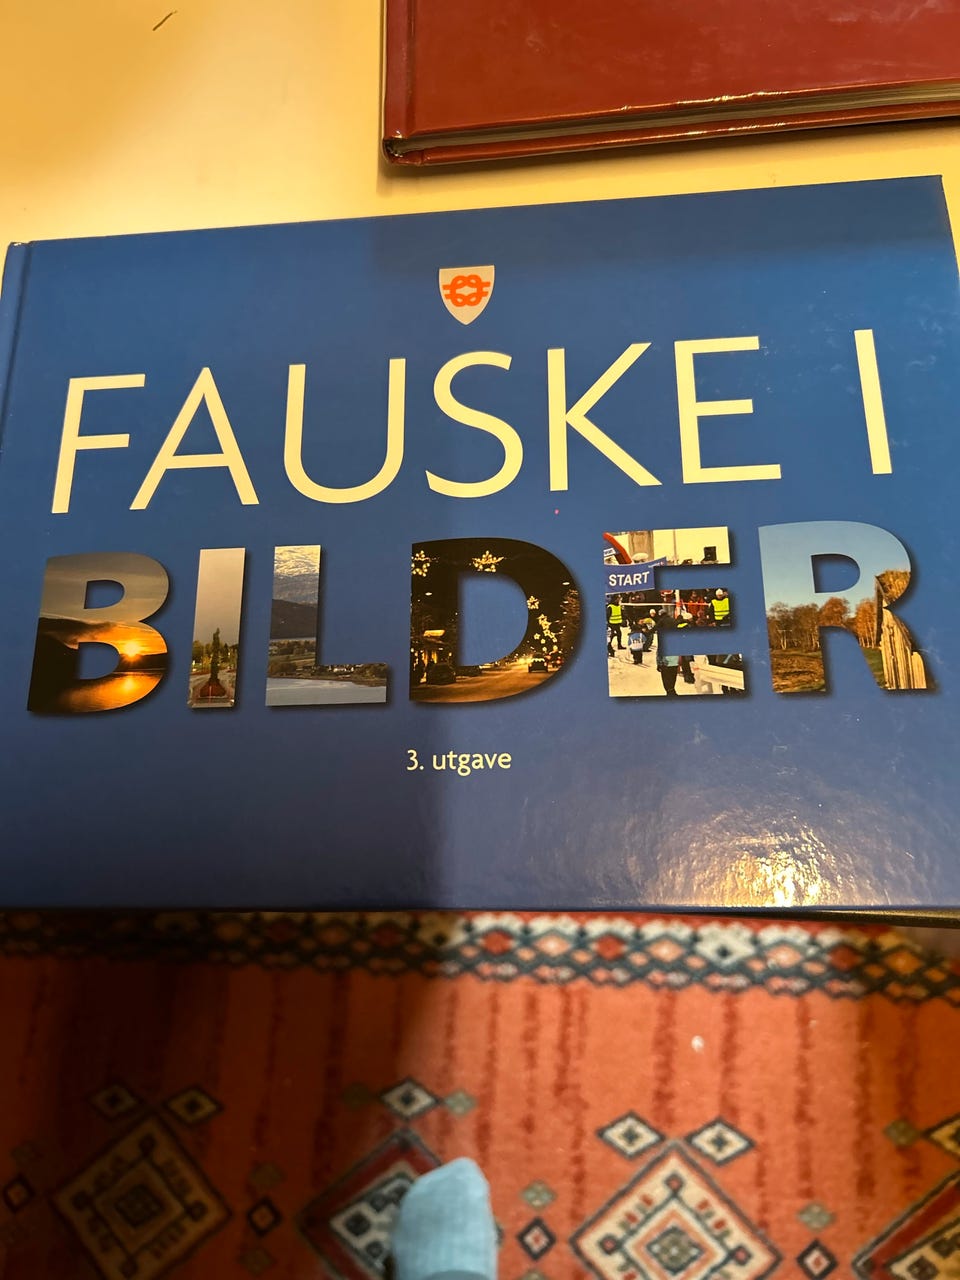 FAUSKE I
BILDER
START
3. utgave